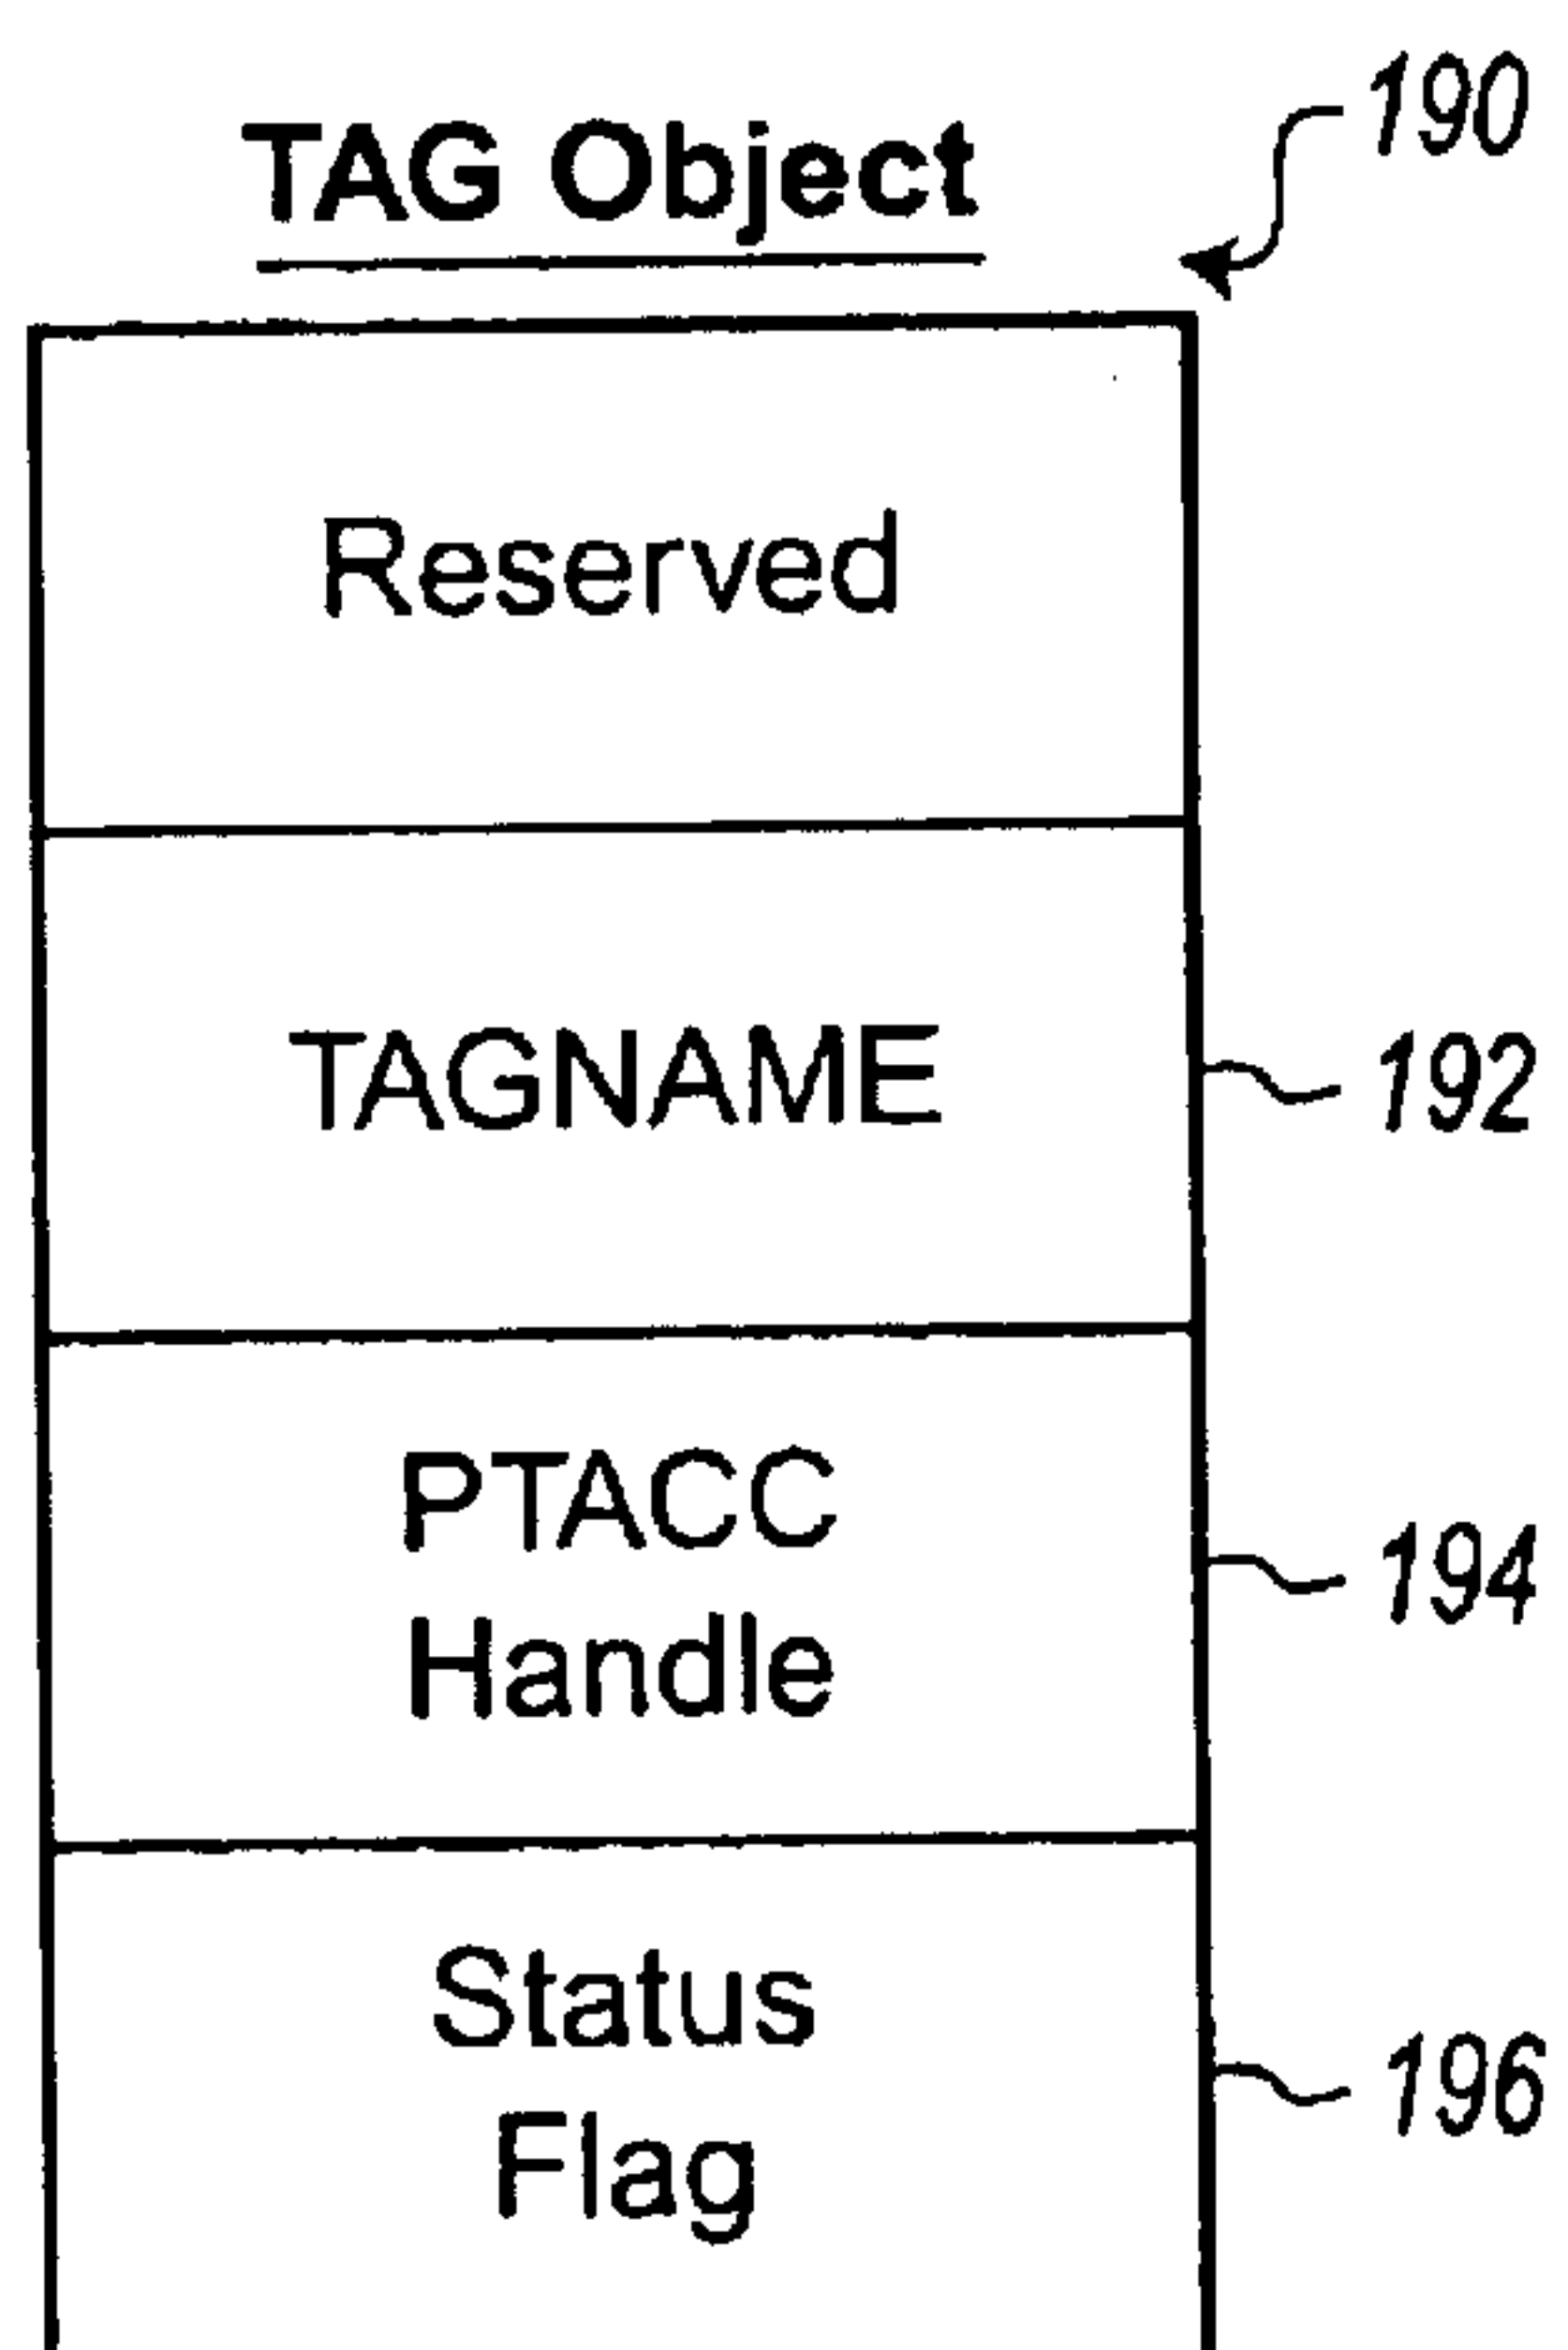 190
TAG Object
Reserved
TAGNAME
192
PTACC
Handle
194
Status
Flag
196